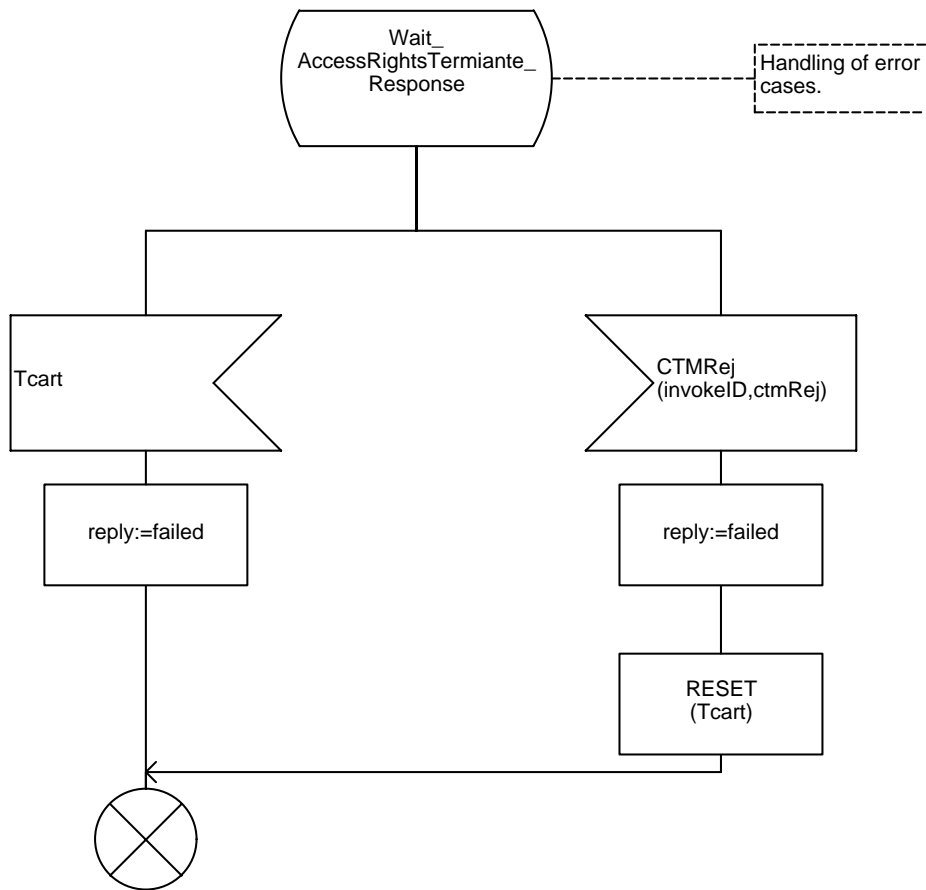 Wait_
AccessRightsTermiante_
Response
Handling of error
cases.
Tcart
CTMRej
(invokeID,ctmRej)
reply:=failed
reply:=failed
RESET
(Tcart)